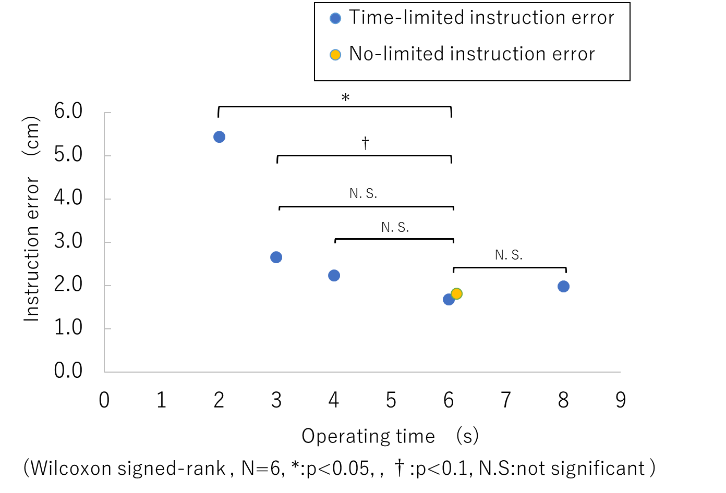 Time-limited instruction error
No-limited instruction error
*
†
N. S.
N. S.
N. S.
6.0
5.0
4.0
3.0
2.0
1.0
0.0
Instruction error (cm)
0 1 2 3 4 5 6 7 8 9
Operating time (s)
(Wilcoxon signed-rank, N=6, *:p<0.05, , †:p<0.1, N.S:not significant)